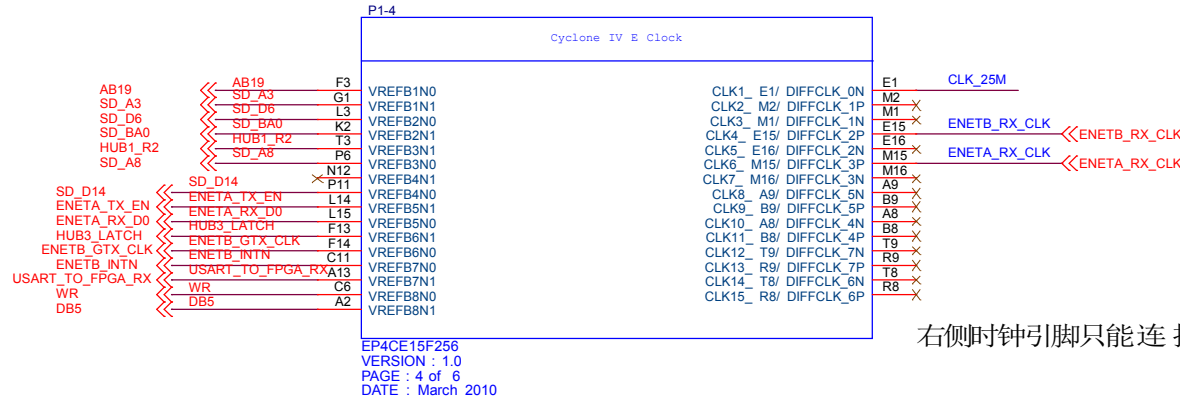 P1-4
Cyclone IV E Clock
AB19 AB19 F3 VREFB1N0
SD_A3 SD_A3 G1 VREFB1N1
SD_D6 SD_D6 L3 VREFB2N0
SD_BA0 SD_BA0 K2 VREFB2N1
HUB1_R2 HUB1_R2 T3 VREFB3N1
SD_A8 SD_A8 P6 VREFB3N0
N12 VREFB4N1
SD_D14 SD_D14 P11 VREFB4N0
ENETA_TX_EN ENETA_TX_EN L14 VREFB5N1
ENETA_RX_D0 ENETA_RX_D0 L15 VREFB5N0
HUB3_LATCH HUB3_LATCH F13 VREFB6N1
ENETB_GTX_CLK ENETB_GTX_CLK F14 VREFB6N0
ENETB_INTN ENETB_INTN C11 VREFB7N0
USART_TO_FPGA_RX USART_TO_FPGA_RX A13 VREFB7N1
WR WR C6 VREFB8N0
DB5 DB5 A2 VREFB8N1
CLK1_ E1/ DIFFCLK_0N E1 CLK_25M
CLK2_ M2/ DIFFCLK_1P M2
CLK3_ M1/ DIFFCLK_1N M1
CLK4_ E15/ DIFFCLK_2P E15 ENETB_RX_CLK ENETB_RX_CLK
CLK5_ E16/ DIFFCLK_2N E16
CLK6_ M15/ DIFFCLK_3P M15 ENETA_RX_CLK ENETA_RX_CLK
CLK7_ M16/ DIFFCLK_3N M16
CLK8_ A9/ DIFFCLK_5N A9
CLK9_ B9/ DIFFCLK_5P B9
CLK10_ A8/ DIFFCLK_4N A8
CLK11_ B8/ DIFFCLK_4P B8
CLK12_ T9/ DIFFCLK_7N T9
CLK13_ R9/ DIFFCLK_7P R9
CLK14_ T8/ DIFFCLK_6N T8
CLK15_ R8/ DIFFCLK_6P R8
右侧时钟引脚只能连
EP4CE15F256
VERSION : 1.0
PAGE : 4 of 6
DATE : March 2010